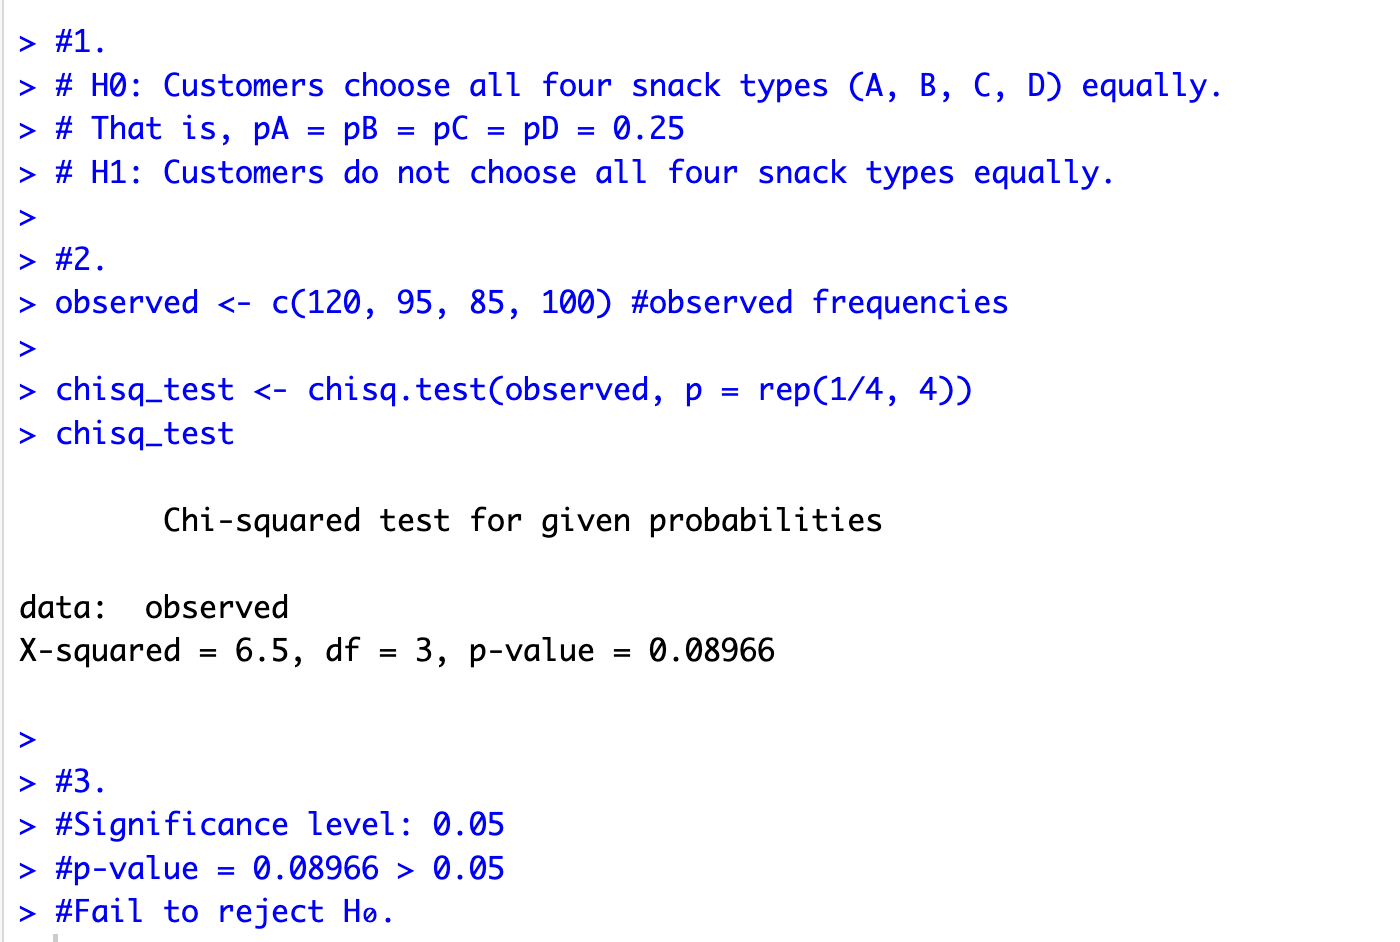 > #1.
> # H0: Customers choose all four snack types (A, B, C, D) equally.
> # That is, pA = pB = pC = pD = 0.25
> # H1: Customers do not choose all four snack types equally.
>
> #2.
> observed <- c(120, 95, 85, 100) #observed frequencies
>
> chisq_test <- chisq.test(observed, p = rep(1/4, 4))
> chisq_test
Chi-squared test for given probabilities
data:  observed
X-squared = 6.5, df = 3, p-value = 0.08966
>
> #3.
> #Significance level: 0.05
> #p-value = 0.08966 > 0.05
> #Fail to reject H₀.